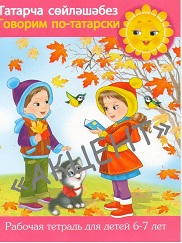 Татарча сөйләшәбез
Говорим по-татарски
« АКЦЕНТ »
Рабочая тетрадь для детей 6-7 лет